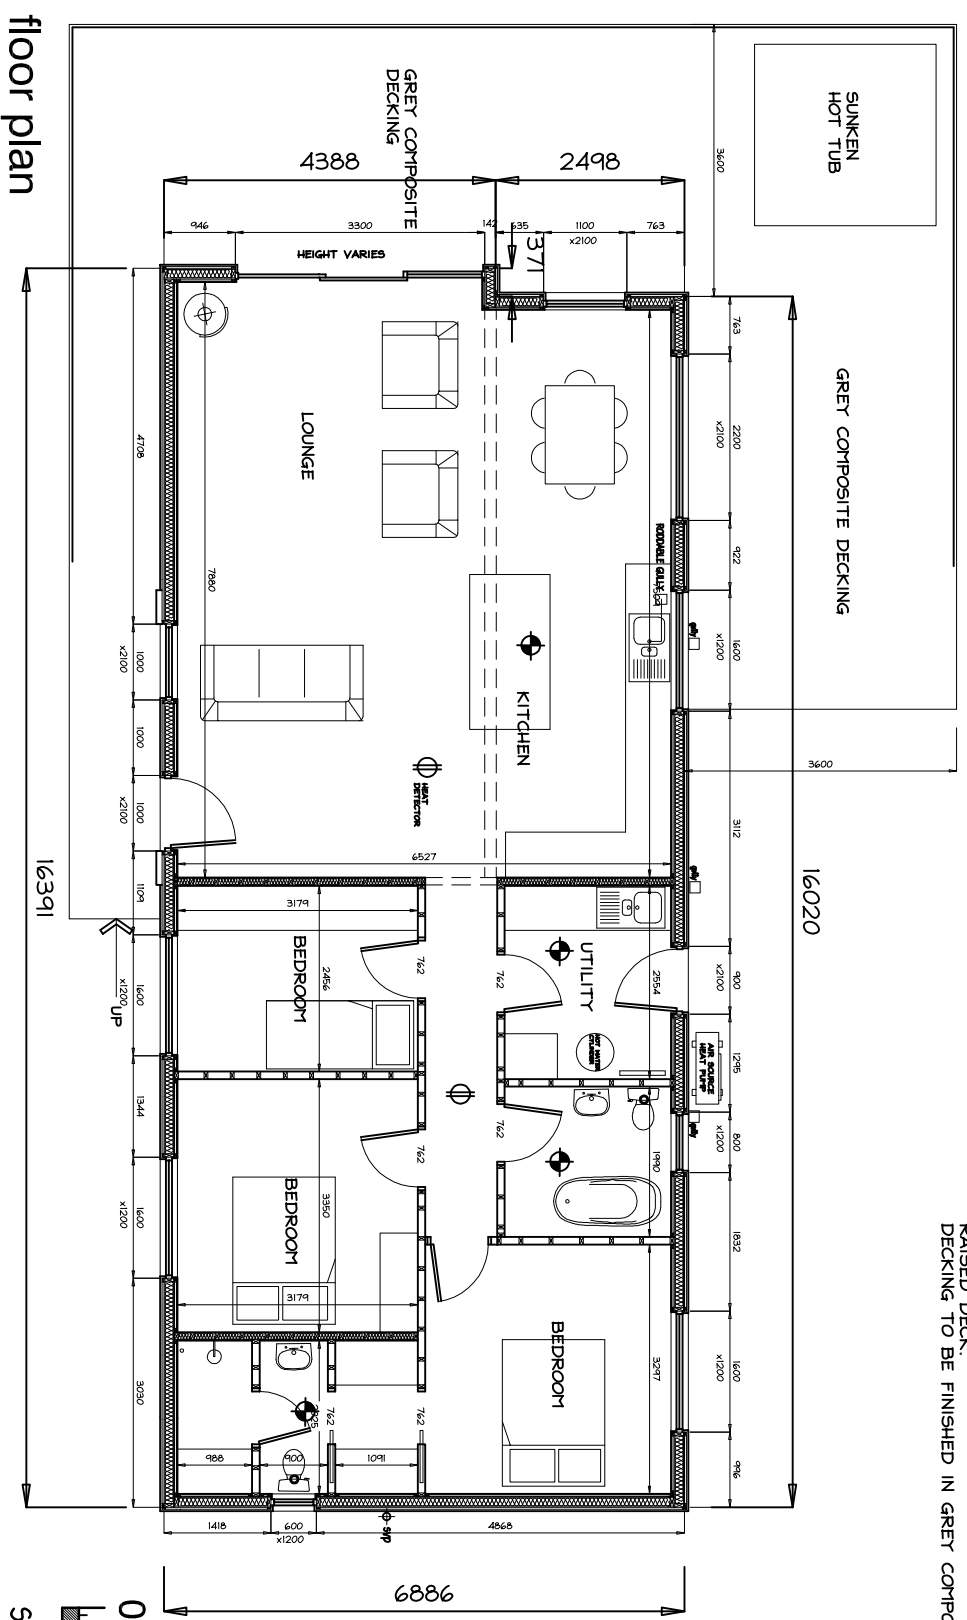 floor plan
SUNKEN
HOT TUB
GREY COMPOSITE
DECKING
GREY COMPOSITE DECKING
RAISED DECK.
DECKING TO BE FINISHED IN GREY COMPO
3600
3600
4388
2498
946
3300
142
635
1100
x2100
763
371
HEIGHT VARIES
763
2200
x2100
922
1600
x1200
3112
900
x2100
1295
800
x1200
1832
1600
x1200
996
16020
RODDABLE GULLY
gully
gully
gully
AIR SOURCE
HEAT PUMP
LOUNGE
KITCHEN
HEAT
DETECTOR
7880
6527
UTILITY
HOT WATER
CYLINDER
2554
1990
3297
762
762
762
762
762
762
BEDROOM
3179
2456
BEDROOM
3350
3179
BEDROOM
988
900
1091
4708
1000
x2100
1000
1000
x2100
1109
1600
x1200
1344
1600
x1200
3030
UP
16391
1418
600
x1200
4868
svp
6886
0
s